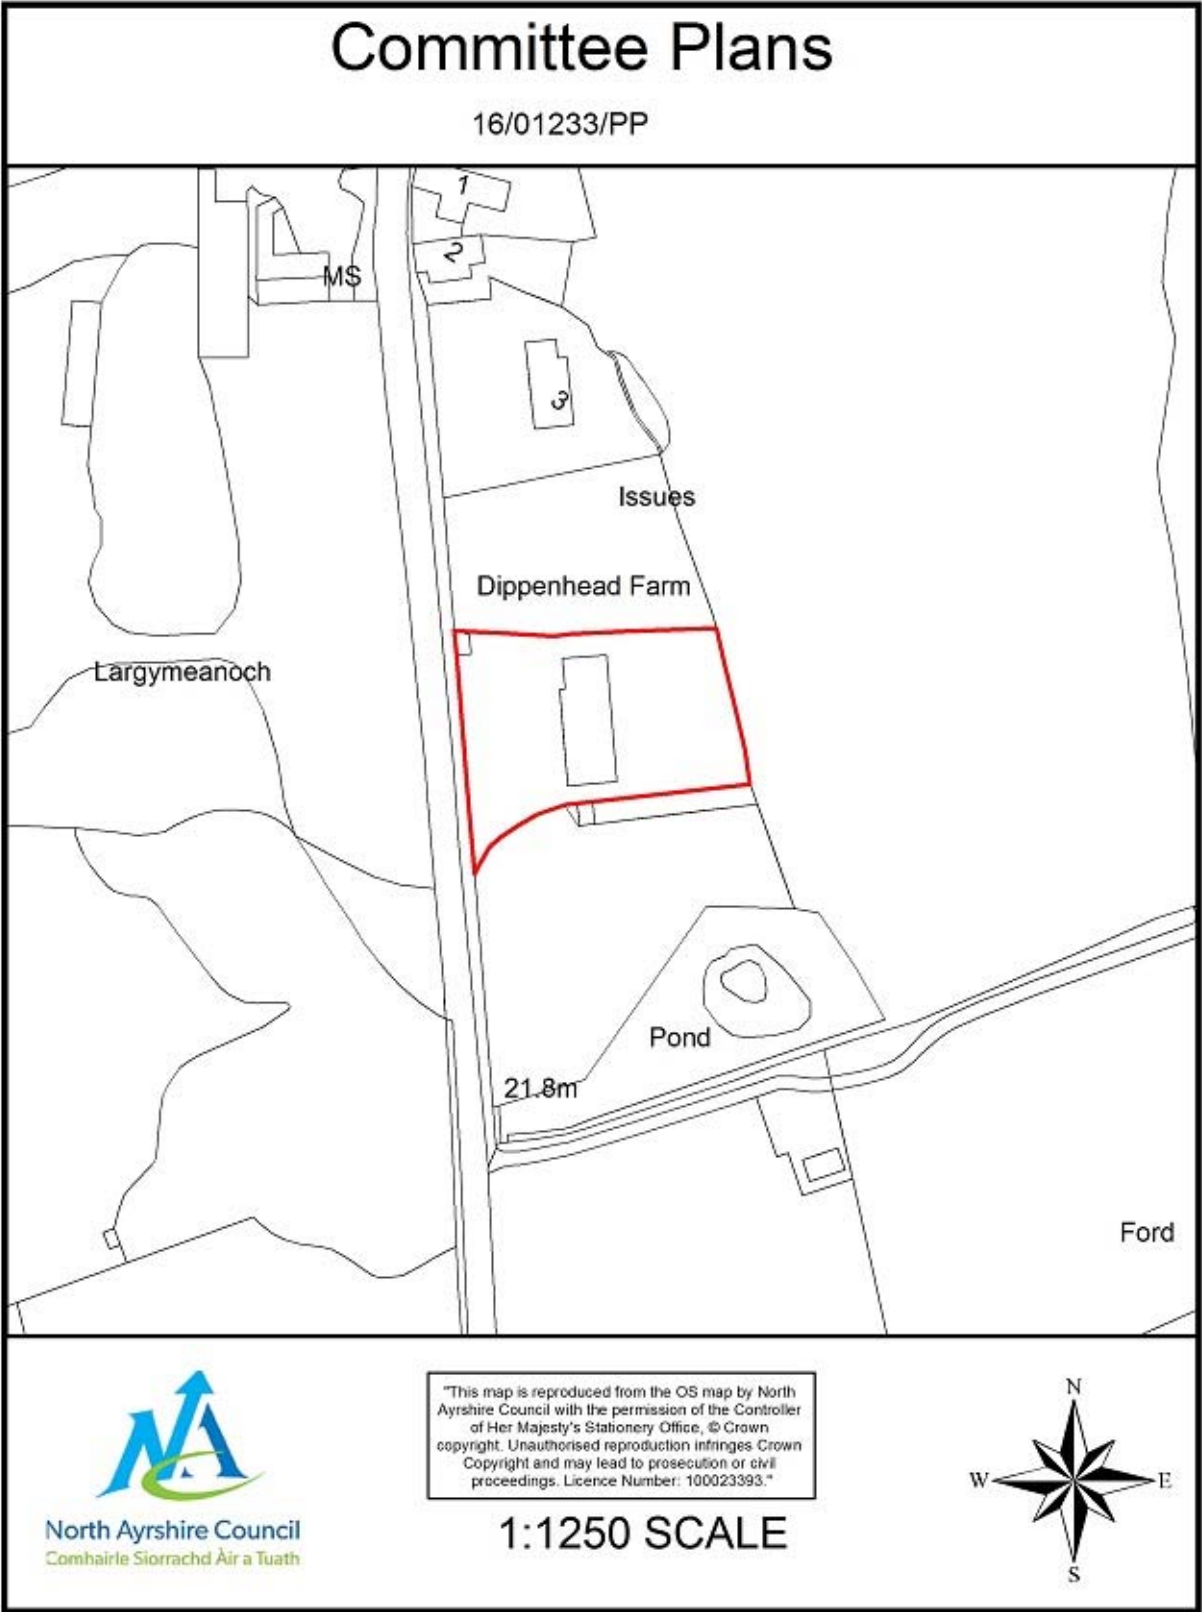 Committee Plans
16/01233/PP
1
2
MS
3
Issues
Dippenhead Farm
Largymeanoch
Pond
21.8m
Ford
"This map is reproduced from the OS map by North
Ayrshire Council with the permission of the Controller
of Her Majesty's Stationery Office, © Crown
copyright. Unauthorised reproduction infringes Crown
Copyright and may lead to prosecution or civil
proceedings. Licence Number: 100023393."
1:1250 SCALE
North Ayrshire Council
Comhairle Siorrachd Àir a Tuath
N
W
E
S